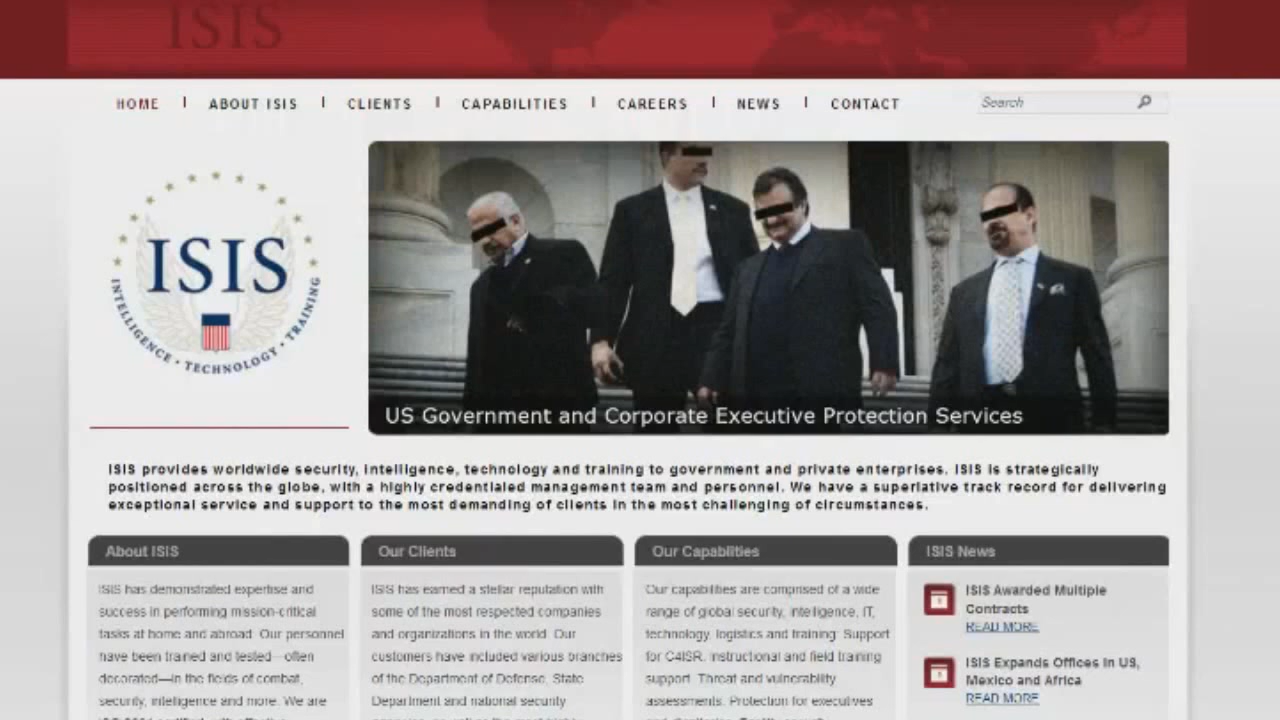 ISIS
HOME | ABOUT ISIS | CLIENTS | CAPABILITIES | CAREERS | NEWS | CONTACT
Search
ISIS
INTELLIGENCE • TECHNOLOGY • TRAINING
US Government and Corporate Executive Protection Services
ISIS provides worldwide security, intelligence, technology and training to government and private enterprises. ISIS is strategically
positioned across the globe, with a highly credentialed management team and personnel. We have a superlative track record for delivering
exceptional service and support to the most demanding of clients in the most challenging of circumstances.
About ISIS
ISIS has demonstrated expertise and
success in performing mission-critical
tasks at home and abroad. Our personnel
have been trained and tested—often
decorated—in the fields of combat,
security, intelligence and more. We are
Our Clients
ISIS has earned a stellar reputation with
some of the most respected companies
and organizations in the world. Our
customers have included various branches
of the Department of Defense, State
Department and national security
Our Capabilities
Our capabilities are comprised of a wide
range of global security, intelligence, IT,
technology, logistics and training. Support
for C4ISR. Instructional and field training
support. Threat and vulnerability
assessments. Protection for executives
ISIS News
ISIS Awarded Multiple
Contracts
READ MORE
ISIS Expands Offices in US,
Mexico and Africa
READ MORE